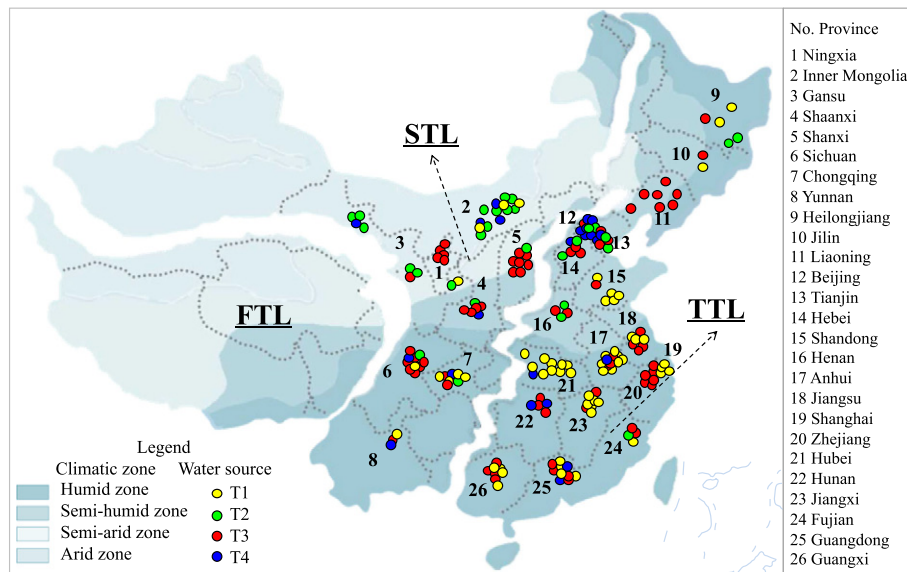 No. Province
1 Ningxia
2 Inner Mongolia
3 Gansu
4 Shaanxi
5 Shanxi
6 Sichuan
7 Chongqing
8 Yunnan
9 Heilongjiang
10 Jilin
11 Liaoning
12 Beijing
13 Tianjin
14 Hebei
15 Shandong
16 Henan
17 Anhui
18 Jiangsu
19 Shanghai
20 Zhejiang
21 Hubei
22 Hunan
23 Jiangxi
24 Fujian
25 Guangdong
26 Guangxi
STL
FTL
TTL
9
10
11
12
13
2
3
5
1
14
15
4
16
18
17
19
6
7
21
20
22
23
24
8
26
25
Legend
Climatic zone
Humid zone
Semi-humid zone
Semi-arid zone
Arid zone
Water source
T1
T2
T3
T4